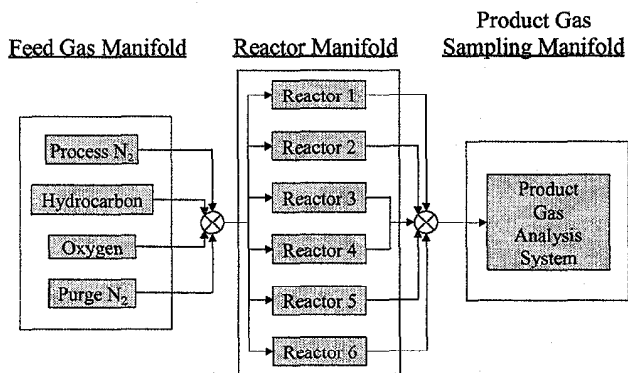 Feed Gas Manifold
Reactor Manifold
Product Gas
Sampling Manifold
Process N₂
Hydrocarbon
Oxygen
Purge N₂
Reactor 1
Reactor 2
Reactor 3
Reactor 4
Reactor 5
Reactor 6
Product
Gas
Analysis
System